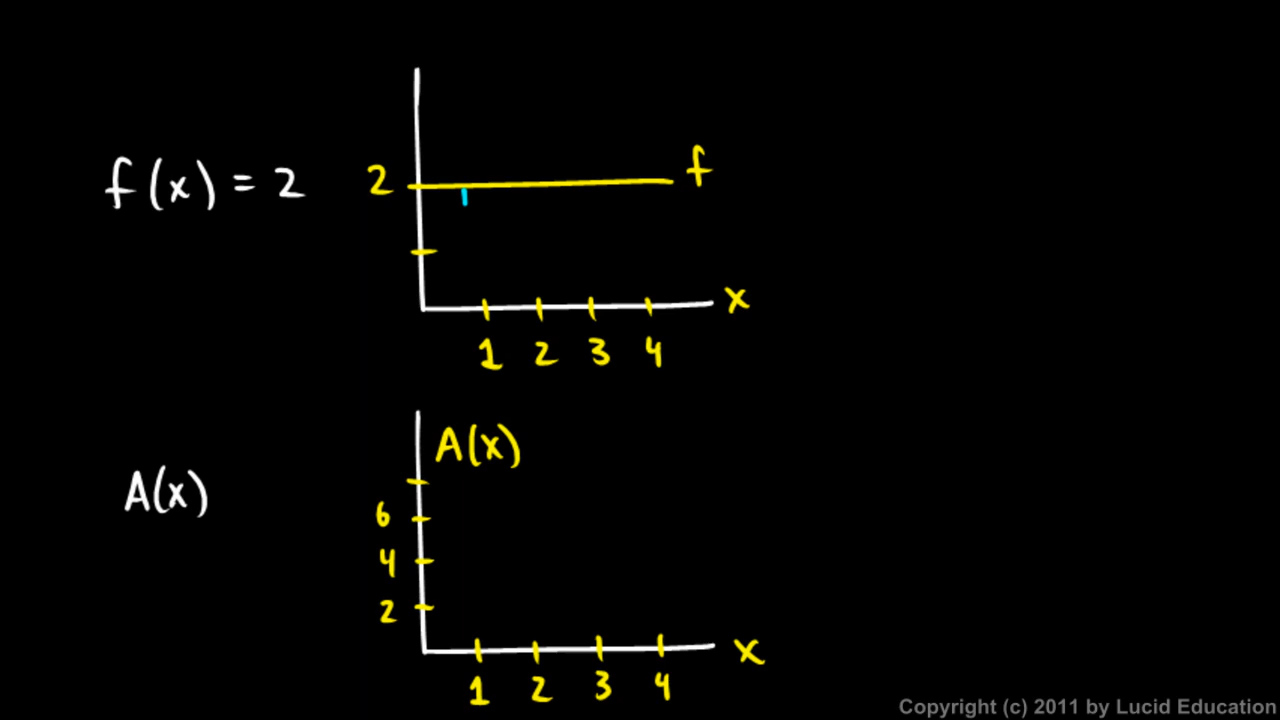 f(x) = 2
2
f
x
1 2 3 4
A(x)
A(x)
6
4
2
x
1 2 3 4
Copyright (c) 2011 by Lucid Education